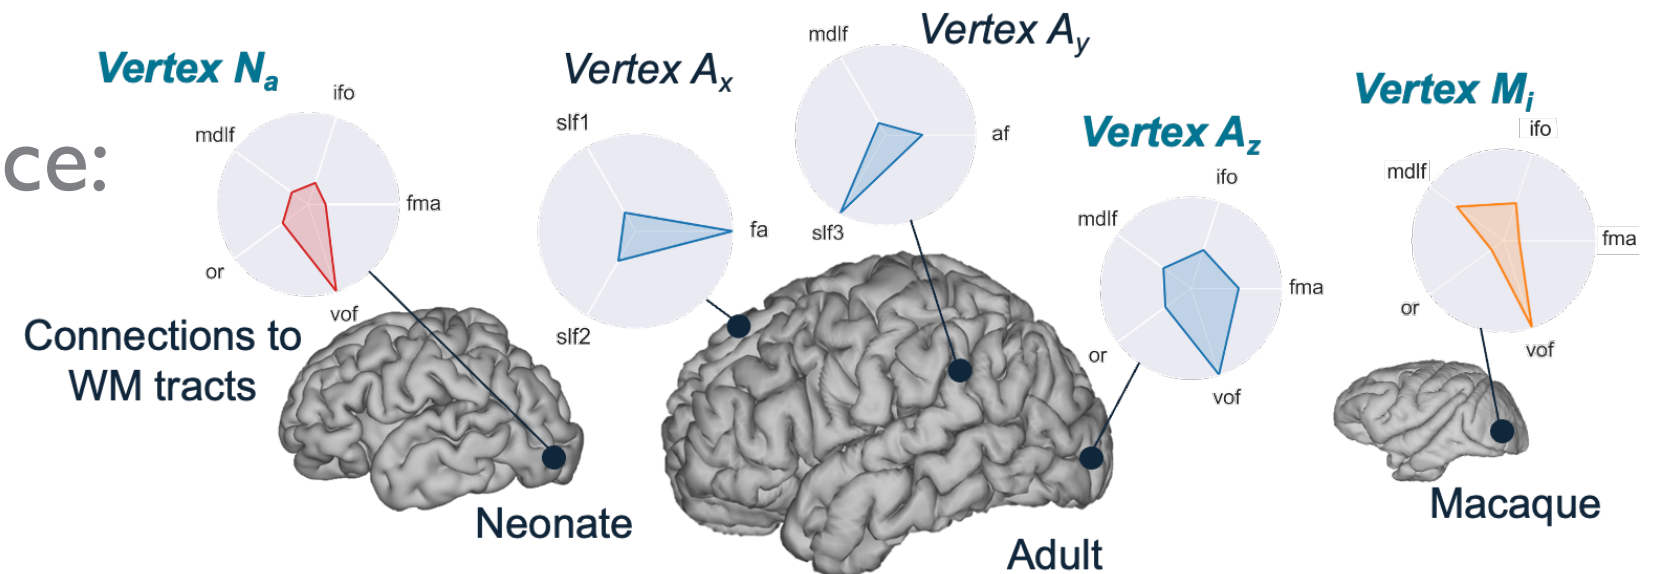 ce:
Vertex Na
ifo
mdlf
fma
or
vof
Connections to
WM tracts
Neonate
Vertex Ax
slf1
fa
slf2
Vertex Ay
mdlf
af
slf3
Vertex Az
ifo
mdlf
fma
or
vof
Adult
Vertex Mi
ifo
mdlf
fma
or
vof
Macaque